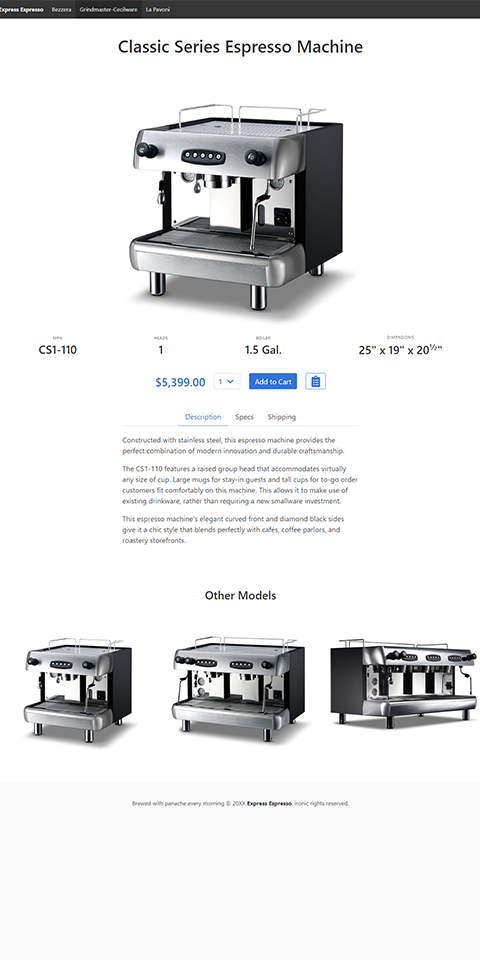 Express Espresso Bezzera Grindmaster-Cecilware La Pavoni
Classic Series Espresso Machine
MPN HEADS BOILER DIMENSIONS
CS1-110 1 1.5 Gal. 25" x 19" x 20½"
$5,399.00 1 Add to Cart
Description Specs Shipping
Constructed with stainless steel, this espresso machine provides the
perfect combination of modern innovation and durable craftsmanship.
The CS1-110 features a raised group head that accommodates virtually
any size of cup. Large mugs for stay-in guests and tall cups for to-go order
customers fit comfortably on this machine. This allows it to make use of
existing drinkware, rather than requiring a new smallware investment.
This espresso machine's elegant curved front and diamond black sides
give it a chic style that blends perfectly with cafés, coffee parlors, and
roastery storefronts.
Other Models
Brewed with panache every morning © 20XX Express Espresso. ironic rights reserved.